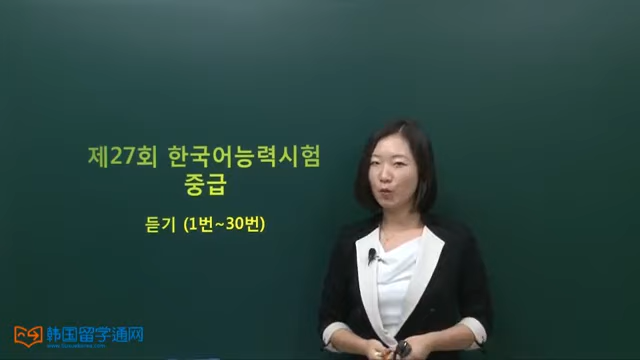 제27회 한국어능력시험
중급
듣기 (1번~30번)
韩国留学通网